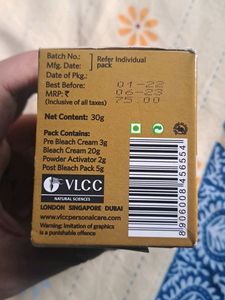 Batch No.:
Mfg. Date:
Refer Individual
pack
Date of Pkg.:
01-22
Best Before:
06-23
MRP: ₹
75.00
(Inclusive of all taxes)
Net Content: 30g
Pack Contains:
Pre Bleach Cream 3g
Bleach Cream 20g
Powder Activator 2g
Post Bleach Pack 5g
VLCC
NATURAL SCIENCES
LONDON SINGAPORE DUBAI
www.vlccpersonalcare.com
Warning: Imitation of graphics
is a punishable offence
8906008456554